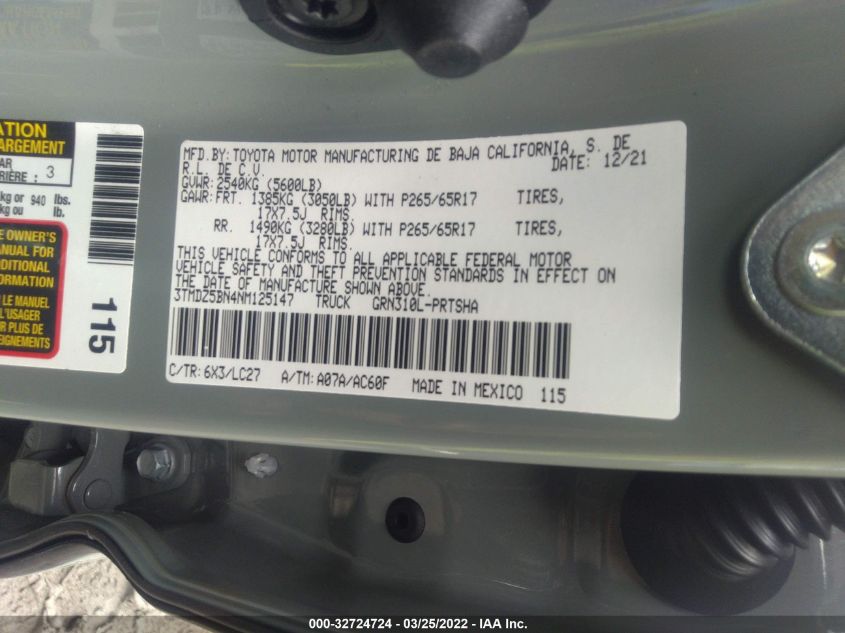 ATION
ARGEMENT
AR
RIÈRE : 3
kg or 940 lbs.
kg ou lb.
E OWNER'S
ANUAL FOR
DDITIONAL
FORMATION
LE MANUEL
L'USAGER
R PLUS DE
EIGNEMENTS
115
MFD.BY: TOYOTA MOTOR MANUFACTURING DE BAJA CALIFORNIA, S. DE
R.L. DE C.V. DATE: 12/21
GVWR: 2540KG (5600LB)
GAWR: FRT. 1385KG (3050LB) WITH P265/65R17 TIRES,
17X7.5J RIMS.
RR. 1490KG (3280LB) WITH P265/65R17 TIRES,
17X7.5J RIMS.
THIS VEHICLE CONFORMS TO ALL APPLICABLE FEDERAL MOTOR
VEHICLE SAFETY AND THEFT PREVENTION STANDARDS IN EFFECT ON
THE DATE OF MANUFACTURE SHOWN ABOVE.
3TMDZ5BN4NM125147 TRUCK GRN310L-PRTSHA
C/TR: 6X3/LC27 A/TM: A07A/AC60F MADE IN MEXICO 115
000-32724724 - 03/25/2022 - IAA Inc.